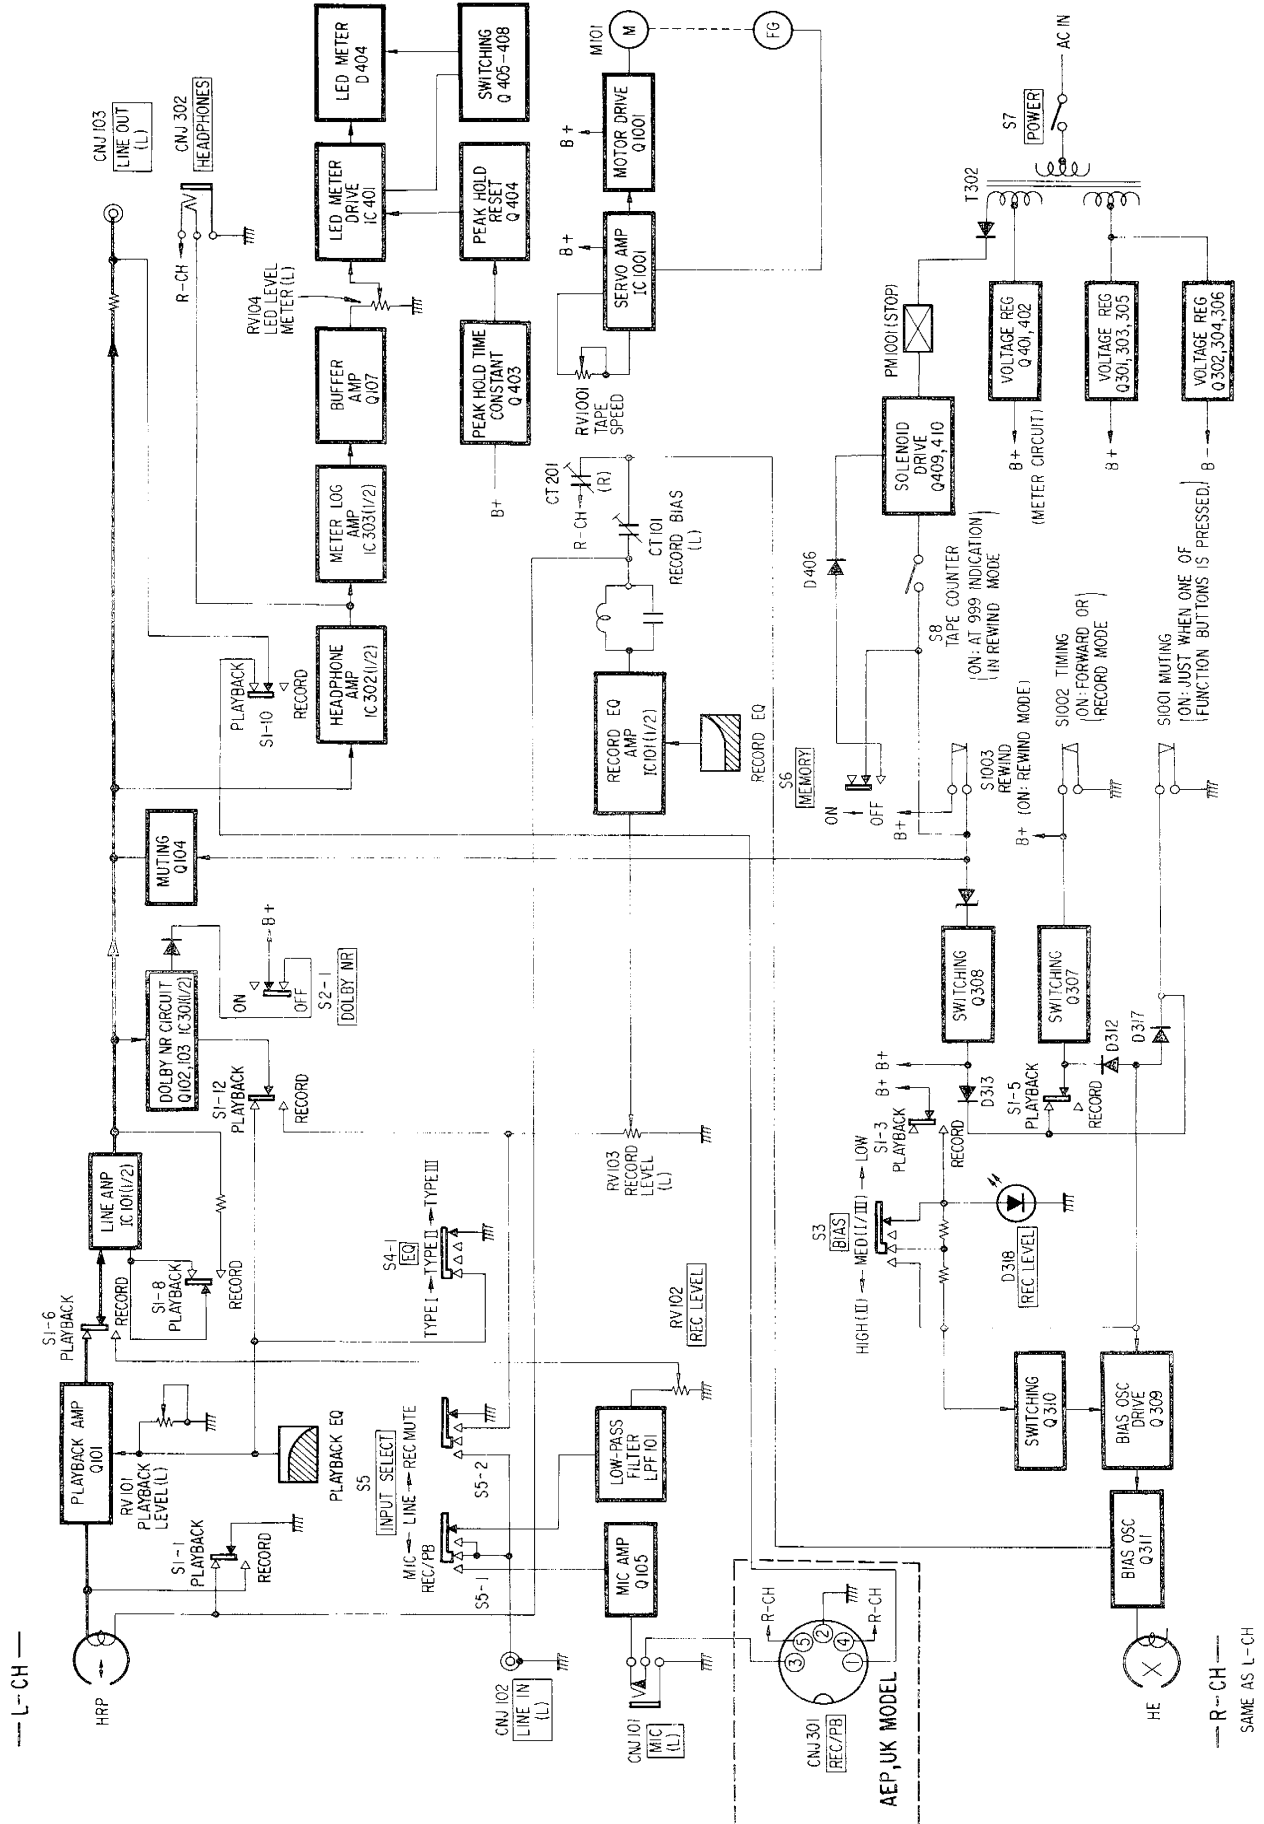 — L-CH —
HRP
S1-1
PLAYBACK
RECORD
PLAYBACK AMP
Q101
RV101
PLAYBACK
LEVEL(L)
PLAYBACK EQ
S1-6
PLAYBACK
RECORD
LINE AMP
IC101(1/2)
S1-8
PLAYBACK
RECORD
DOLBY NR CIRCUIT
Q102,103 IC301(1/2)
S1-12
PLAYBACK
RECORD
ON
OFF
B+
S2-1
DOLBY NR
MUTING
Q104
PLAYBACK
S1-10
RECORD
HEADPHONE
AMP
IC302(1/2)
METER LOG
AMP
IC303(1/2)
BUFFER
AMP
Q107
RV104
LED LEVEL
METER(L)
LED METER
DRIVE
IC401
LED METER
D404
SWITCHING
Q405-408
PEAK HOLD
RESET
Q404
PEAK HOLD TIME
CONSTANT
Q403
B+
CNJ103
LINE OUT
(L)
CNJ302
HEADPHONES
R-CH
CNJ102
LINE IN
(L)
CNJ101
MIC
(L)
MIC AMP
Q105
S5
INPUT SELECT
MIC
REC/PB
LINE
REC MUTE
S5-1
S5-2
LOW-PASS
FILTER
LPF101
RV102
REC LEVEL
S4-1
EQ
TYPE I
TYPE II
TYPE III
RV103
RECORD
LEVEL
(L)
RECORD EQ
AMP
IC101(1/2)
RECORD EQ
CT101
RECORD BIAS
(L)
R-CH
CT201
(R)
RV1001
TAPE
SPEED
SERVO AMP
IC1001
B+
MOTOR DRIVE
Q1001
B+
M101
M
FG
CNJ301
REC/PB
3
5
2
4
1
R-CH
R-CH
AEP,UK MODEL
HE
BIAS OSC
Q311
BIAS OSC
DRIVE
Q309
SWITCHING
Q310
S3
BIAS
HIGH(II)
MED(I/III)
LOW
D318
REC LEVEL
S1-3
PLAYBACK
RECORD
B+
B+
D313
S1-5
PLAYBACK
RECORD
D312
D317
SWITCHING
Q308
SWITCHING
Q307
S6
MEMORY
ON
OFF
B+
S1003
REWIND
(ON: REWIND MODE)
B+
S1002 TIMING
(ON: FORWARD OR
RECORD MODE)
S1001 MUTING
(ON: JUST WHEN ONE OF
FUNCTION BUTTONS IS PRESSED.)
D406
S8
TAPE COUNTER
(ON: AT 999 INDICATION
IN REWIND MODE)
SOLENOID
DRIVE
Q409,410
PM1001(STOP)
VOLTAGE REG
Q401,402
B+
(METER CIRCUIT)
VOLTAGE REG
Q301,303,305
B+
VOLTAGE REG
Q302,304,306
B-
T302
S7
POWER
AC IN
— R-CH —
SAME AS L-CH